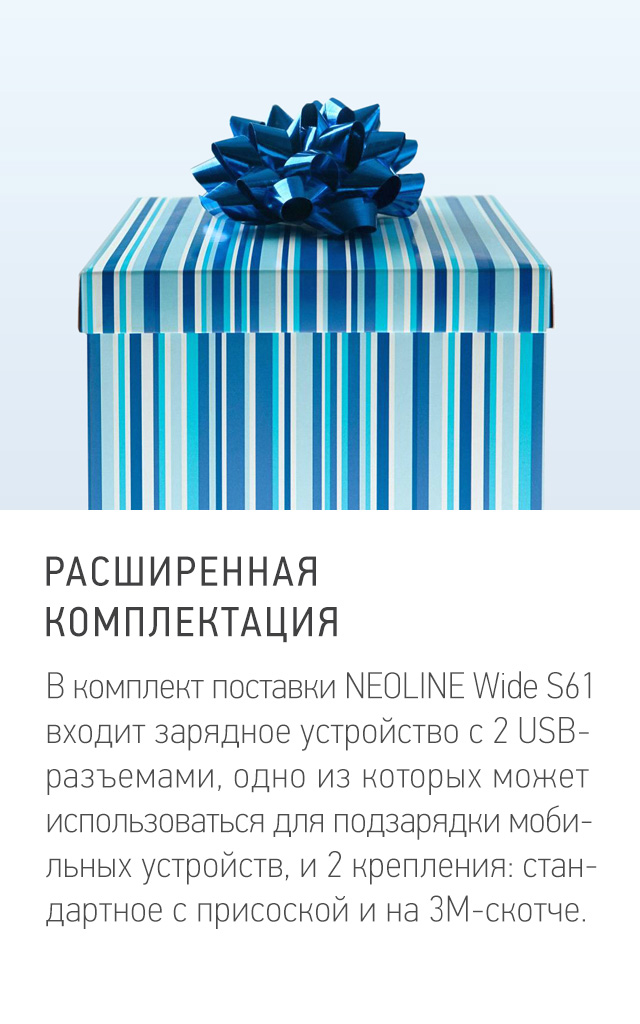 РАСШИРЕННАЯ
КОМПЛЕКТАЦИЯ
В комплект поставки NEOLINE Wide S61
входит зарядное устройство с 2 USB-
разъемами, одно из которых может
использоваться для подзарядки моби-
льных устройств, и 2 крепления: стан-
дартное с присоской и на 3М-скотче.